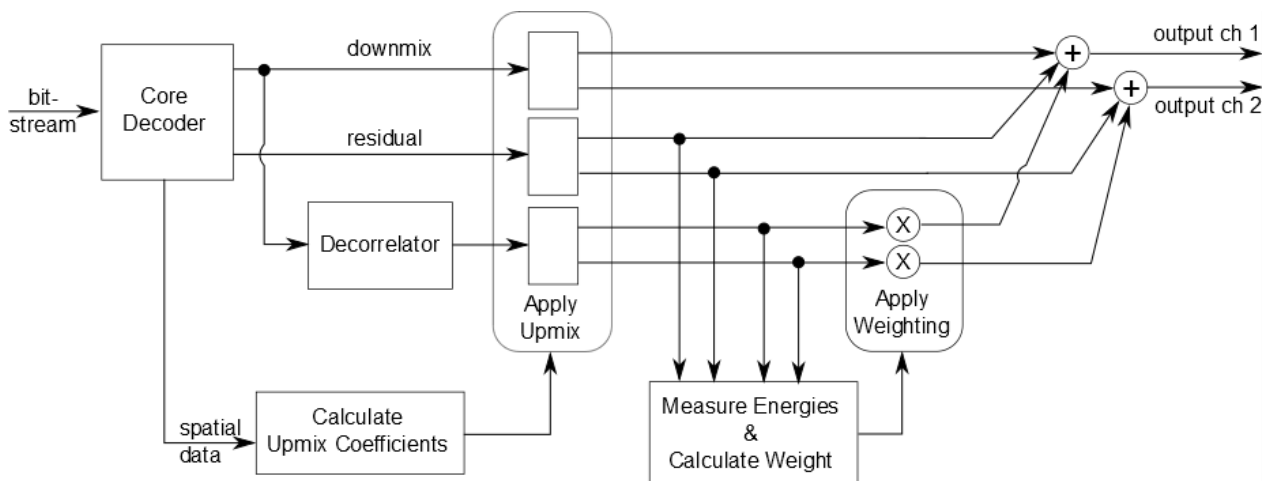 bit-
stream
Core
Decoder
downmix
residual
Decorrelator
Apply
Upmix
spatial
data
Calculate
Upmix Coefficients
Measure Energies
&
Calculate Weight
X
X
Apply
Weighting
+
+
output ch 1
output ch 2